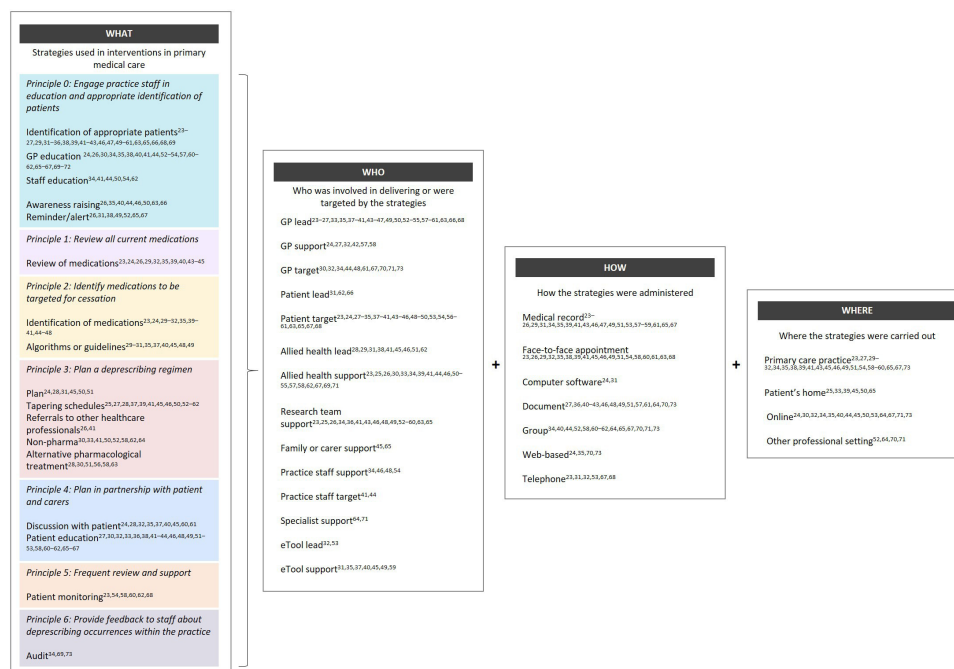 WHAT
Strategies used in interventions in primary
medical care
Principle 0: Engage practice staff in
education and appropriate identification of
patients
Identification of appropriate patients23–
27,29,31–36,38,39,41–43,46,47,49–61,63,65,66,68,69
GP education 24,26,30,34,35,38,40,41,44,52–54,57,60–
62,65–67,69–72
Staff education34,41,44,50,54,62
Awareness raising26,35,40,44,46,50,63,66
Reminder/alert26,31,38,49,52,65,67
Principle 1: Review all current medications
Review of medications23,24,26,29,32,35,39,40,43–45
Principle 2: Identify medications to be
targeted for cessation
Identification of medications23,24,29–32,35,39–
41,44–48
Algorithms or guidelines29–31,35,37,40,45,48,49
Principle 3: Plan a deprescribing regimen
Plan24,28,31,45,50,51
Tapering schedules25,27,28,37,39,41,45,46,50,52–62
Referrals to other healthcare
professionals26,41
Non-pharma30,33,41,50,52,58,62,64
Alternative pharmacological
treatment28,30,51,56,58,63
Principle 4: Plan in partnership with patient
and carers
Discussion with patient24,28,32,35,37,40,45,60,61
Patient education27,30,32,33,36,38,41–44,46,48,49,51–
53,58,60–62,65–67
Principle 5: Frequent review and support
Patient monitoring23,54,58,60,62,68
Principle 6: Provide feedback to staff about
deprescribing occurrences within the practice
Audit34,69,73
WHO
Who was involved in delivering or were
targeted by the strategies
GP lead23–27,33,35,37–41,43–47,49,50,52–55,57–61,63,66,68
GP support24,27,32,42,57,58
GP target30,32,34,44,48,61,67,70,71,73
Patient lead31,62,66
Patient target23,24,27–35,37–41,43–46,48–50,53,54,56–
61,63,65,67,68
Allied health lead28,29,31,38,41,45,46,51,62
Allied health support23,25,26,30,33,34,39,41,44,46,50–
55,57,58,62,67,69,71
Research team
support23,25,34,36,41,43,46,48,49,52–60,63,65
Family or carer support45,65
Practice staff support34,46,48,54
Practice staff target41,44
Specialist support64,71
eTool lead32,53
eTool support31,35,37,40,45,49,59
+
HOW
How the strategies were administered
Medical record23–
26,29,31,34,35,39,41,43,46,47,49,51,53,57–59,61,65,67
Face-to-face appointment
23,26,29,32,35,38,39,41,45,46,49,51,54,58,60,61,63,68
Computer software24,31
Document27,36,40–43,46,48,49,51,57,61,64,70,73
Group34,40,44,52,58,60–62,64,65,67,70,71,73
Web-based24,35,70,73
Telephone23,31,32,53,67,68
+
WHERE
Where the strategies were carried out
Primary care practice23,27,29–
32,34,35,38,39,41,43,45,46,49,51,54,58–60,65,67,73
Patient's home25,33,39,45,50,65
Online24,30,32,34,35,40,44,45,50,53,64,67,71,73
Other professional setting52,64,70,71